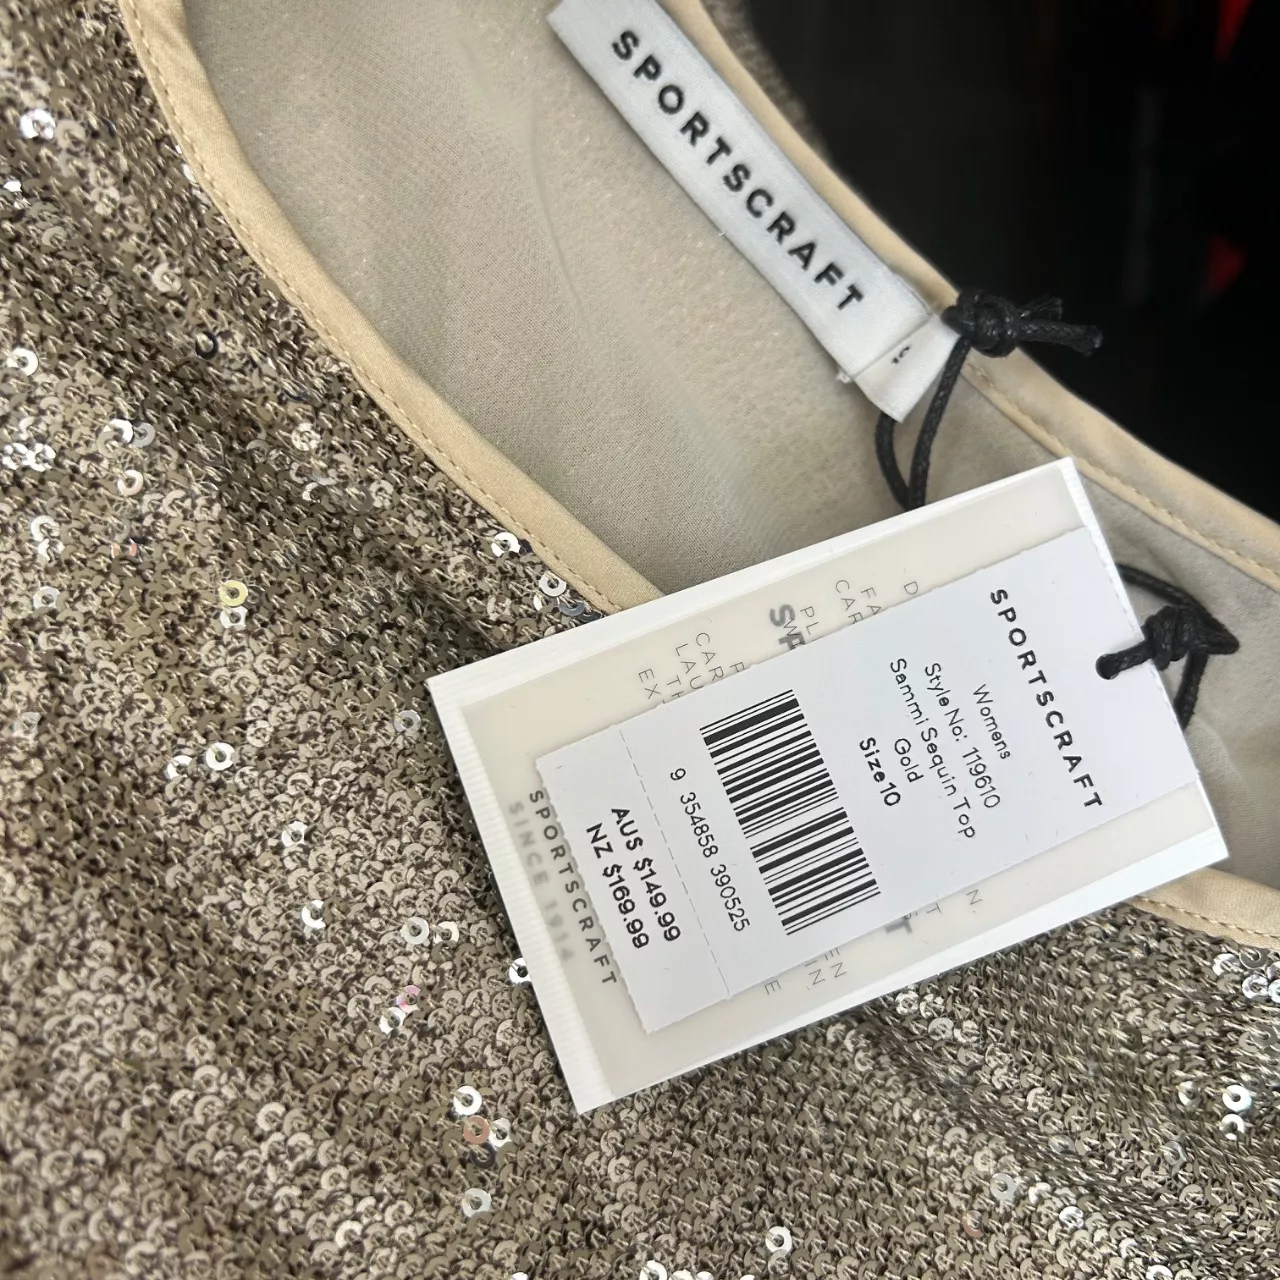 SPORTSCRAFT
10
SPORTSCRAFT
Womens
Style No: 119610
Sammi Sequin Top
Gold
Size 10
9 354858 390525
AUS $149.99
NZ $169.99
SPORTSCRAFT
SINCE 1914